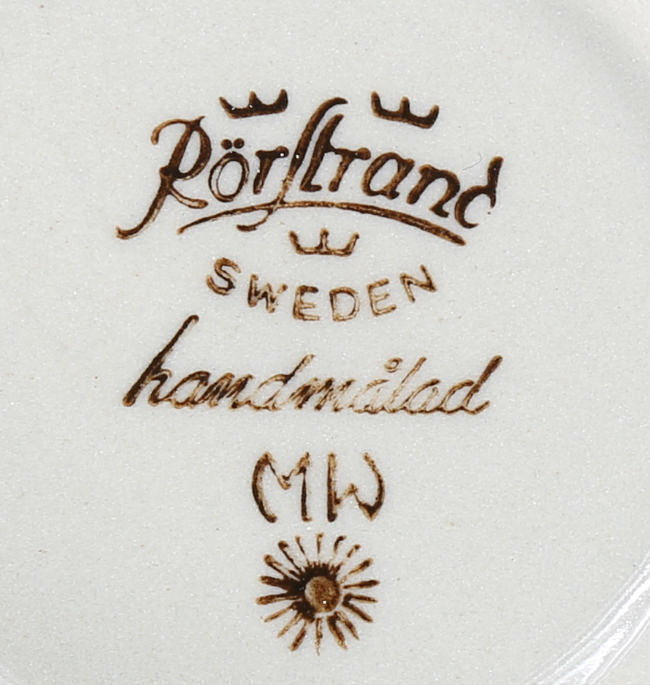 Rörstrand
SWEDEN
handmålad
MW